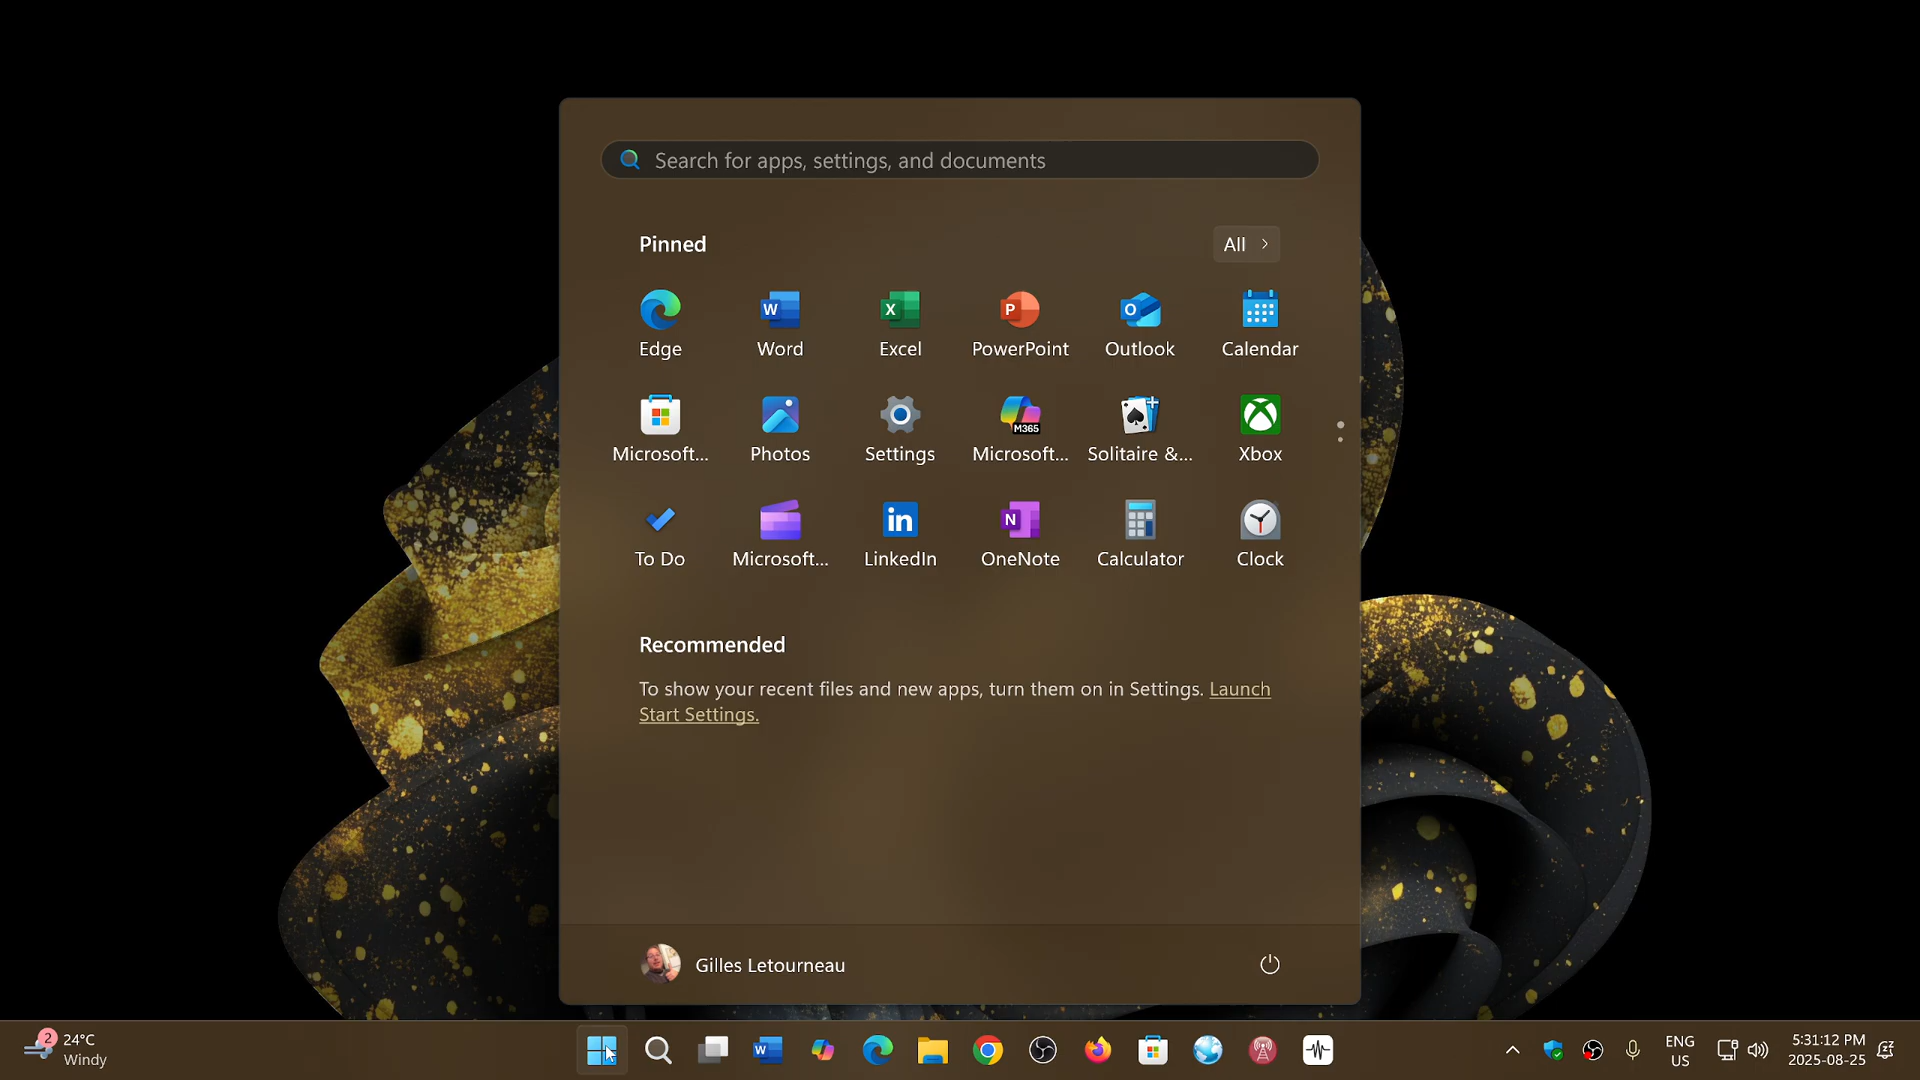 Search for apps, settings, and documents
Pinned
All
Edge
Word
Excel
PowerPoint
Outlook
Calendar
Microsoft...
Photos
Settings
Microsoft...
Solitaire &...
Xbox
To Do
Microsoft...
LinkedIn
OneNote
Calculator
Clock
Recommended
To show your recent files and new apps, turn them on in Settings. Launch
Start Settings.
Gilles Letourneau
2
24°C
Windy
ENG
US
5:31:12 PM
2025-08-25